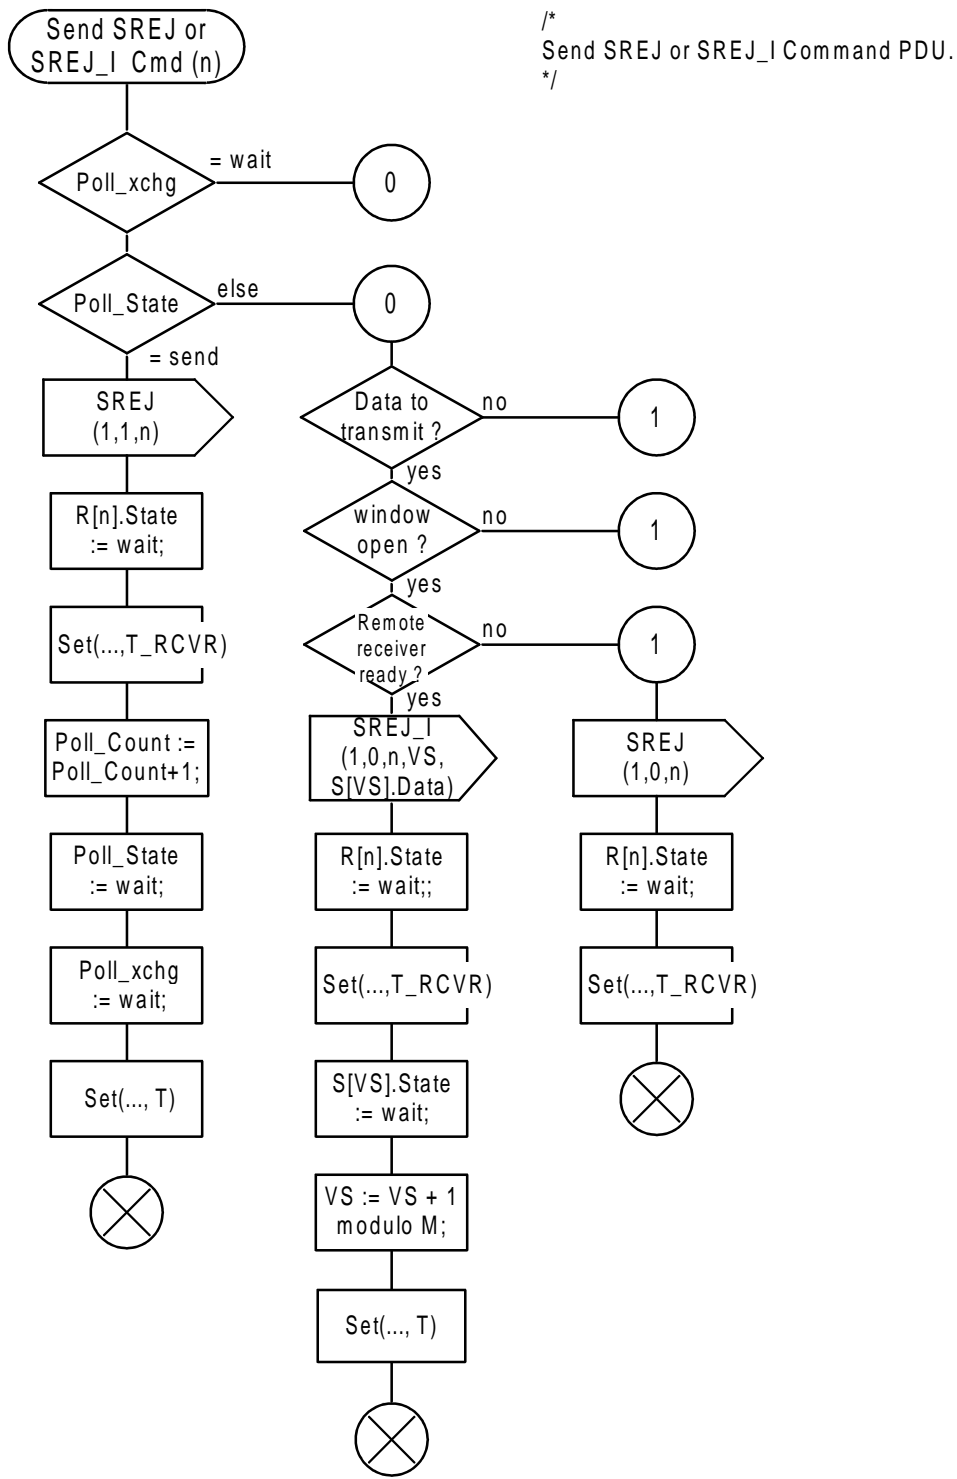 Send SREJ or
SREJ_I Cmd (n)
/*
Send SREJ or SREJ_I Command PDU.
*/
Poll_xchg
= wait
0
Poll_State
else
0
= send
SREJ
(1,1,n)
R[n].State
:= wait;
Set(...,T_RCVR)
Poll_Count :=
Poll_Count+1;
Poll_State
:= wait;
Poll_xchg
:= wait;
Set(..., T)
Data to
transmit ?
no
1
yes
window
open ?
no
1
yes
Remote
receiver
ready ?
no
1
yes
SREJ_I
(1,0,n,VS,
S[VS].Data)
R[n].State
:= wait;;
Set(...,T_RCVR)
S[VS].State
:= wait;
VS := VS + 1
modulo M;
Set(..., T)
SREJ
(1,0,n)
R[n].State
:= wait;
Set(...,T_RCVR)